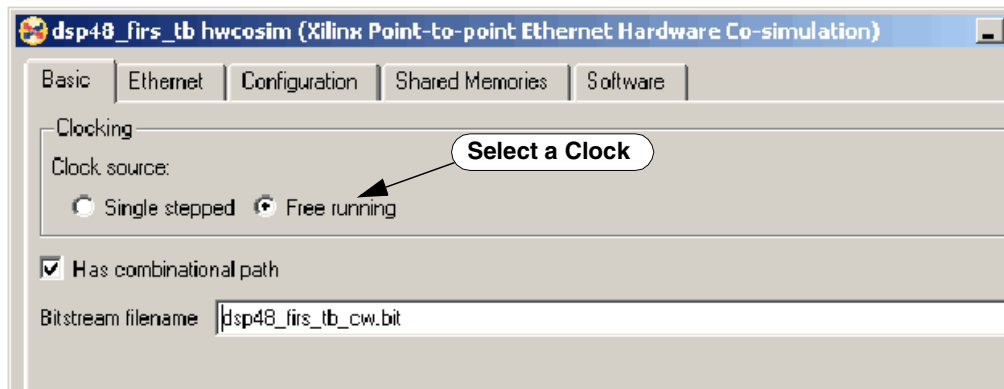 dsp48_firs_tb hwcosim (Xilinx Point-to-point Ethernet Hardware Co-simulation)
Basic Ethernet Configuration Shared Memories Software
Clocking
Select a Clock
Clock source:
Single stepped Free running
Has combinational path
Bitstream filename dsp48_firs_tb_cw.bit